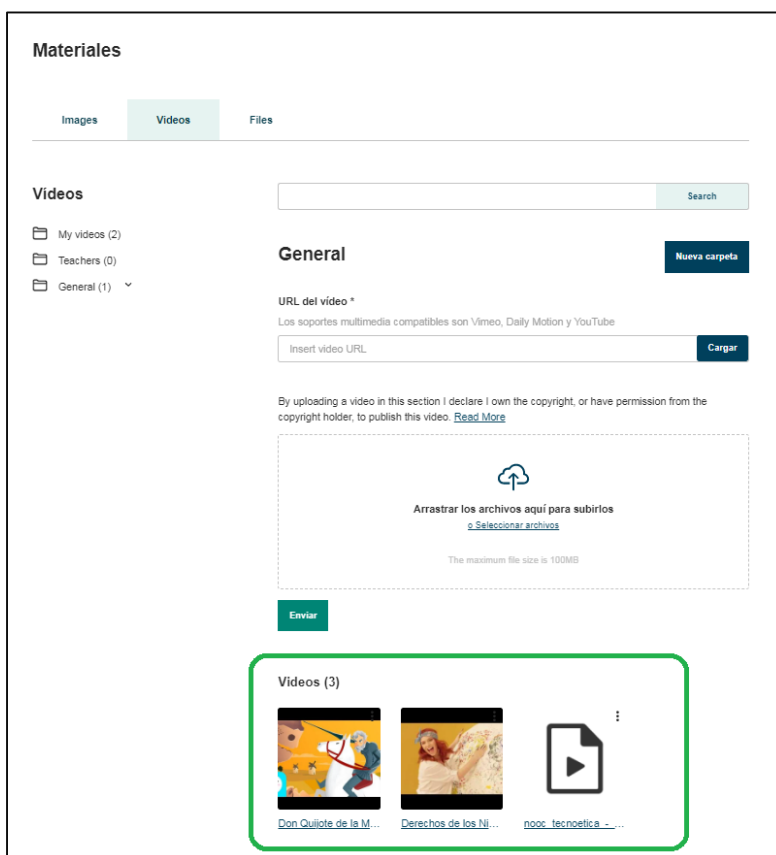 Materiales
Images Videos Files
Vídeos
Search
My videos (2)
Teachers (0)
General (1)
General
Nueva carpeta
URL del vídeo *
Los soportes multimedia compatibles son Vimeo, Daily Motion y YouTube
Insert video URL
Cargar
By uploading a video in this section I declare I own the copyright, or have permission from the
copyright holder, to publish this video. Read More
Arrastrar los archivos aquí para subirlos
o Seleccionar archivos
The maximum file size is 100MB
Enviar
Videos (3)
Don Quijote de la M...
Derechos de los Ni...
nooc_tecnoetica_-_...